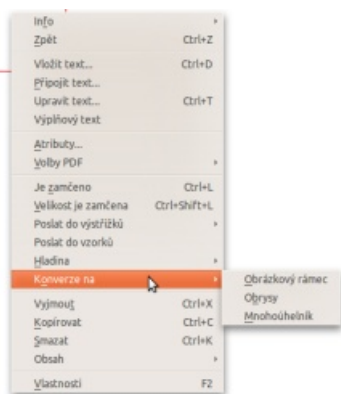 Info
Zpět Ctrl+Z
Vložit text... Ctrl+D
Připojit text... 
Upravit text... Ctrl+T
Výplňový text
Atributy...
Volby PDF
Je zamčeno Ctrl+L
Velikost je zamčena Ctrl+Shift+L
Poslat do výstřižků
Poslat do vzorků
Hladina
Konverze na
Obrázkový rámec
Obrysy
Mnohoúhelník
Vyjmout Ctrl+X
Kopírovat Ctrl+C
Smazat Ctrl+K
Obsah
Vlastnosti F2